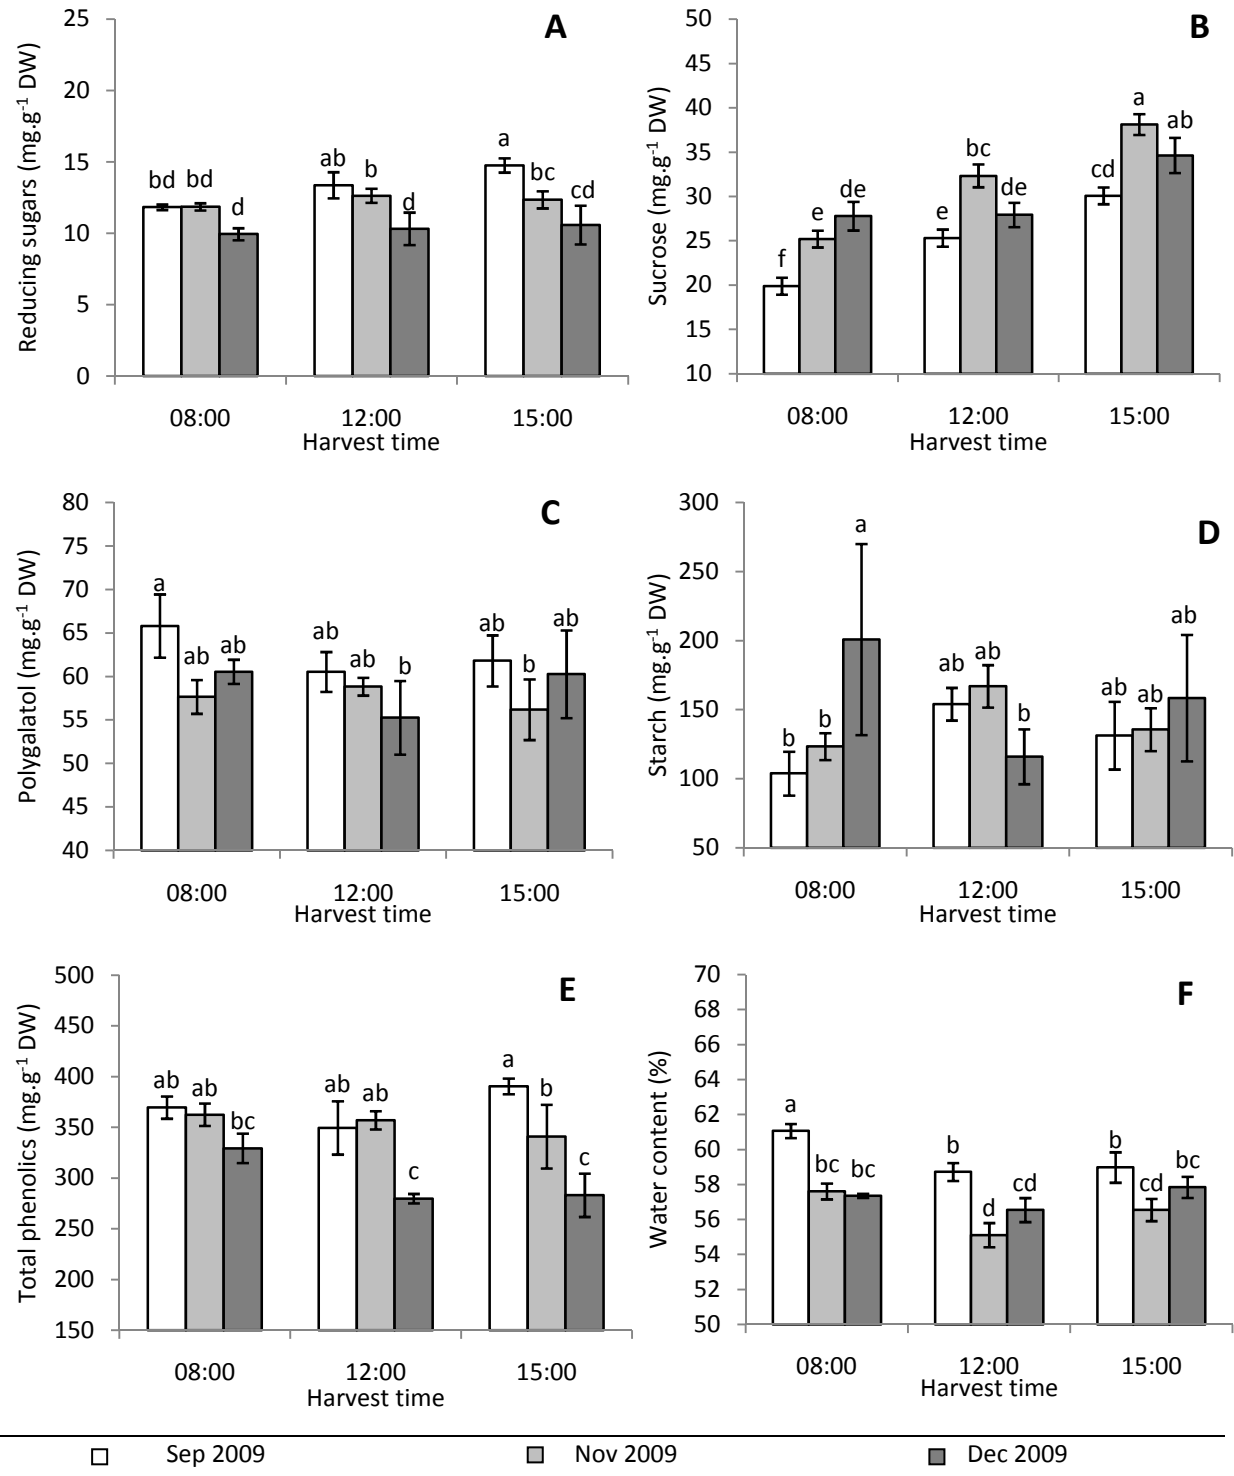 A
Reducing sugars (mg.g-1 DW)
25
20
15
10
5
0
bd bd d
ab b d
a bc cd
08:00 12:00 15:00
Harvest time
B
Sucrose (mg.g-1 DW)
50
45
40
35
30
25
20
15
10
f e de
e bc de
cd a ab
08:00 12:00 15:00
Harvest time
C
Polygalatol (mg.g-1 DW)
80
75
70
65
60
55
50
45
40
a ab ab
ab ab b
ab b ab
08:00 12:00 15:00
Harvest time
D
Starch (mg.g-1 DW)
300
250
200
150
100
50
b b a
ab ab b
ab ab ab
08:00 12:00 15:00
Harvest time
E
Total phenolics (mg.g-1 DW)
500
450
400
350
300
250
200
150
ab ab bc
ab ab c
a b c
08:00 12:00 15:00
Harvest time
F
Water content (%)
70
68
66
64
62
60
58
56
54
52
50
a bc bc
b d cd
b cd bc
08:00 12:00 15:00
Harvest time
Sep 2009 Nov 2009 Dec 2009